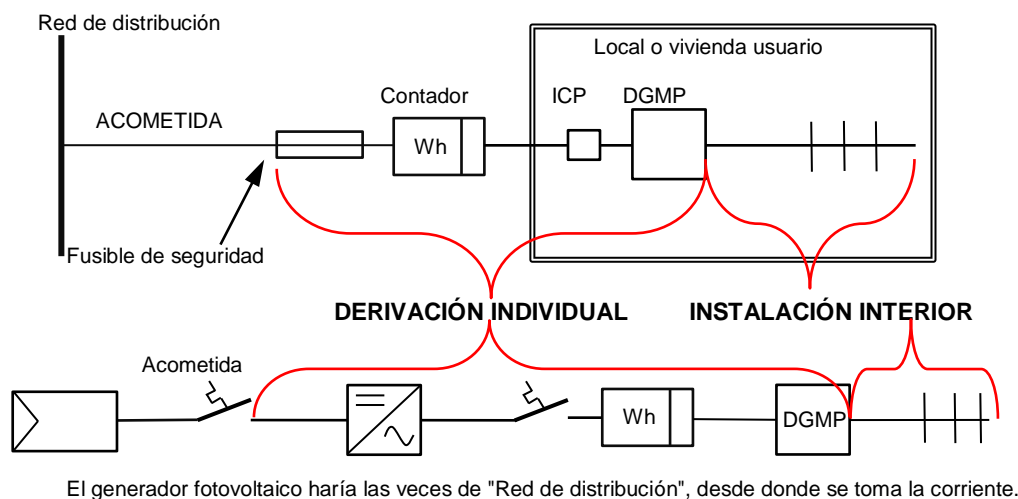 Red de distribución
Local o vivienda usuario
Contador
ICP
DGMP
ACOMETIDA
Wh
Fusible de seguridad
DERIVACIÓN INDIVIDUAL
INSTALACIÓN INTERIOR
Acometida
Wh
DGMP
El generador fotovoltaico haría las veces de "Red de distribución", desde donde se toma la corriente.